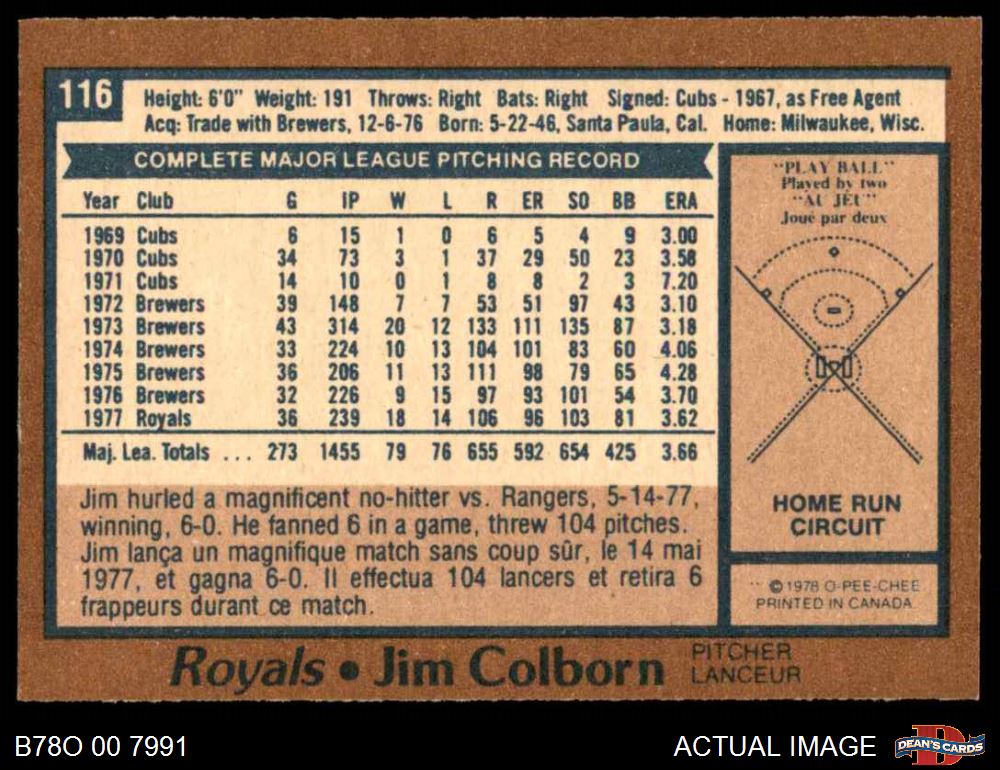 116
Height: 6'0" Weight: 191 Throws: Right Bats: Right Signed: Cubs - 1967, as Free Agent
Acq: Trade with Brewers, 12-6-76 Born: 5-22-46, Santa Paula, Cal. Home: Milwaukee, Wisc.
COMPLETE MAJOR LEAGUE PITCHING RECORD
Year Club G IP W L R ER SO BB ERA
1969 Cubs 6 15 1 0 6 5 4 9 3.00
1970 Cubs 34 73 3 1 37 29 50 23 3.58
1971 Cubs 14 10 0 1 8 8 2 3 7.20
1972 Brewers 39 148 7 7 53 51 97 43 3.10
1973 Brewers 43 314 20 12 133 111 135 87 3.18
1974 Brewers 33 224 10 13 104 101 83 60 4.06
1975 Brewers 36 206 11 13 111 98 79 65 4.28
1976 Brewers 32 226 9 15 97 93 101 54 3.70
1977 Royals 36 239 18 14 106 96 103 81 3.62
Maj. Lea. Totals ... 273 1455 79 76 655 592 654 425 3.66
Jim hurled a magnificent no-hitter vs. Rangers, 5-14-77,
winning, 6-0. He fanned 6 in a game, threw 104 pitches.
Jim lança un magnifique match sans coup sûr, le 14 mai
1977, et gagna 6-0. Il effectua 104 lancers et retira 6
frappeurs durant ce match.
"PLAY BALL"
Played by two
"AU JEU"
Joué par deux
HOME RUN
CIRCUIT
©1978 O-PEE-CHEE
PRINTED IN CANADA
Royals • Jim Colborn
PITCHER
LANCEUR
B78O 00 7991
ACTUAL IMAGE
DEAN'S CARDS